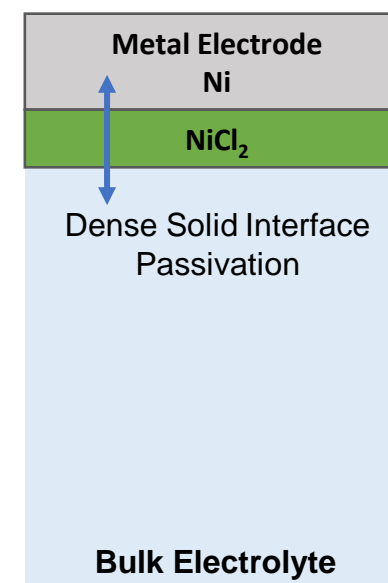 Metal Electrode
Ni
NiCl₂
Dense Solid Interface
Passivation
Bulk Electrolyte